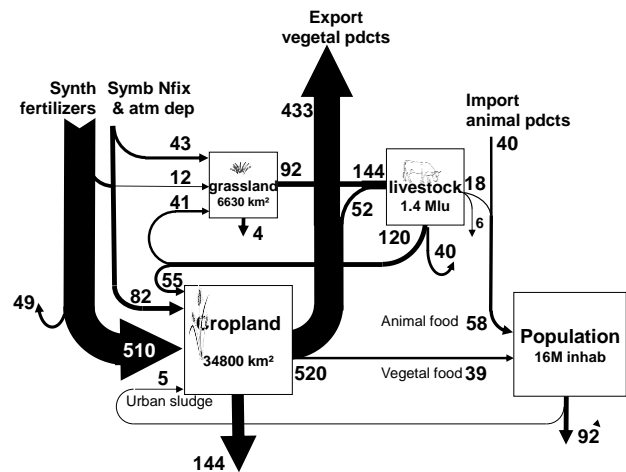 Export
vegetal pdcts
Synth
fertilizers
Symb Nfix
& atm dep
433
Import
animal pdcts
40
43
92
144
12
grassland
6630 km²
livestock
1.4 Mlu
18
41
52
6
4
120
40
55
82
49
Cropland
34800 km²
510
Animal food 58
Population
16M inhab
5
520
Vegetal food 39
Urban sludge
92
144